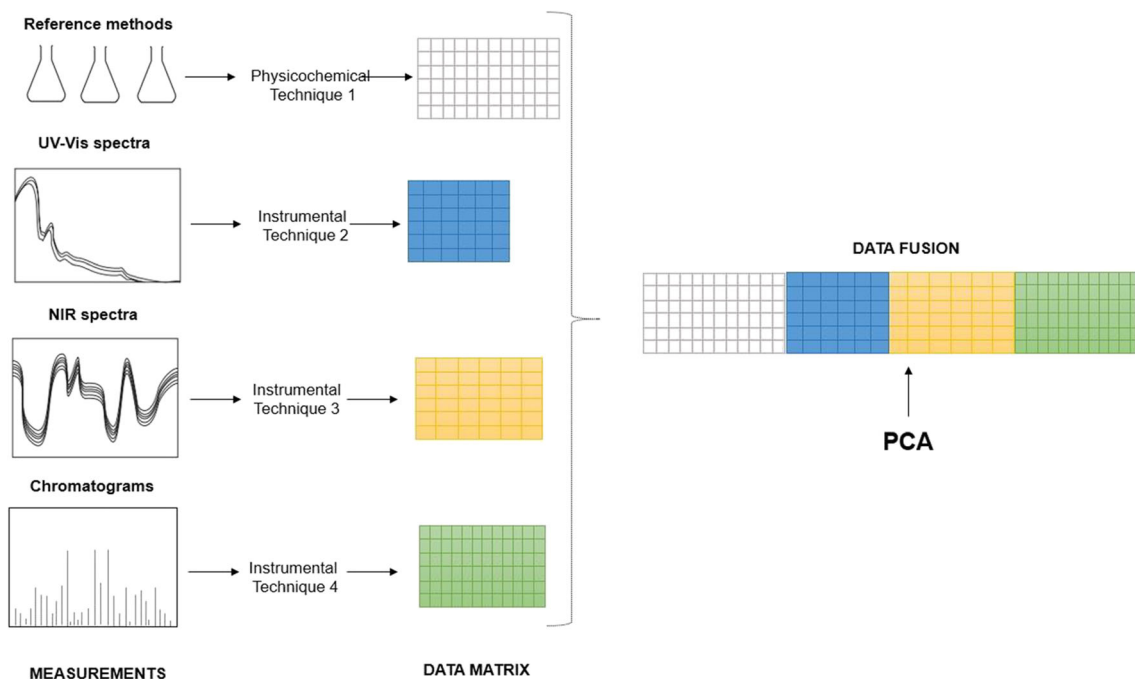 Reference methods
Physicochemical
Technique 1
UV-Vis spectra
Instrumental
Technique 2
DATA FUSION
NIR spectra
Instrumental
Technique 3
PCA
Chromatograms
Instrumental
Technique 4
MEASUREMENTS
DATA MATRIX